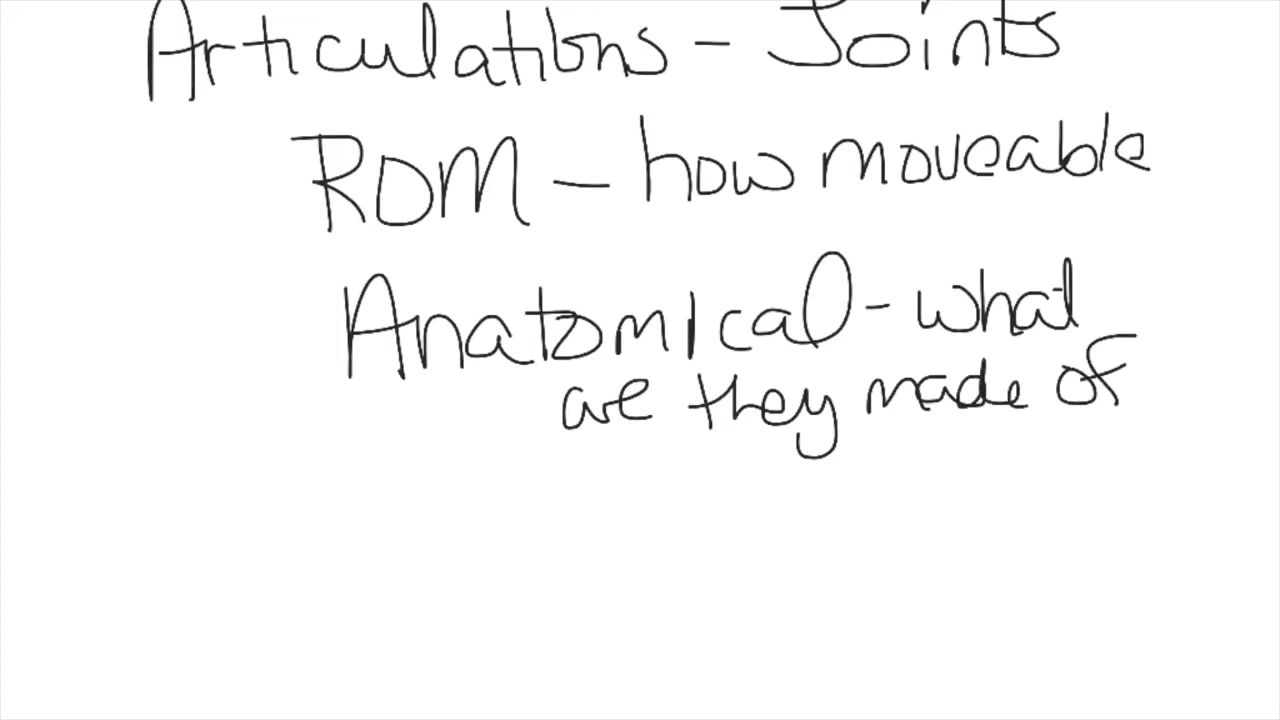 Articulations - Joints
ROM - how moveable
Anatomical - what
are they made of